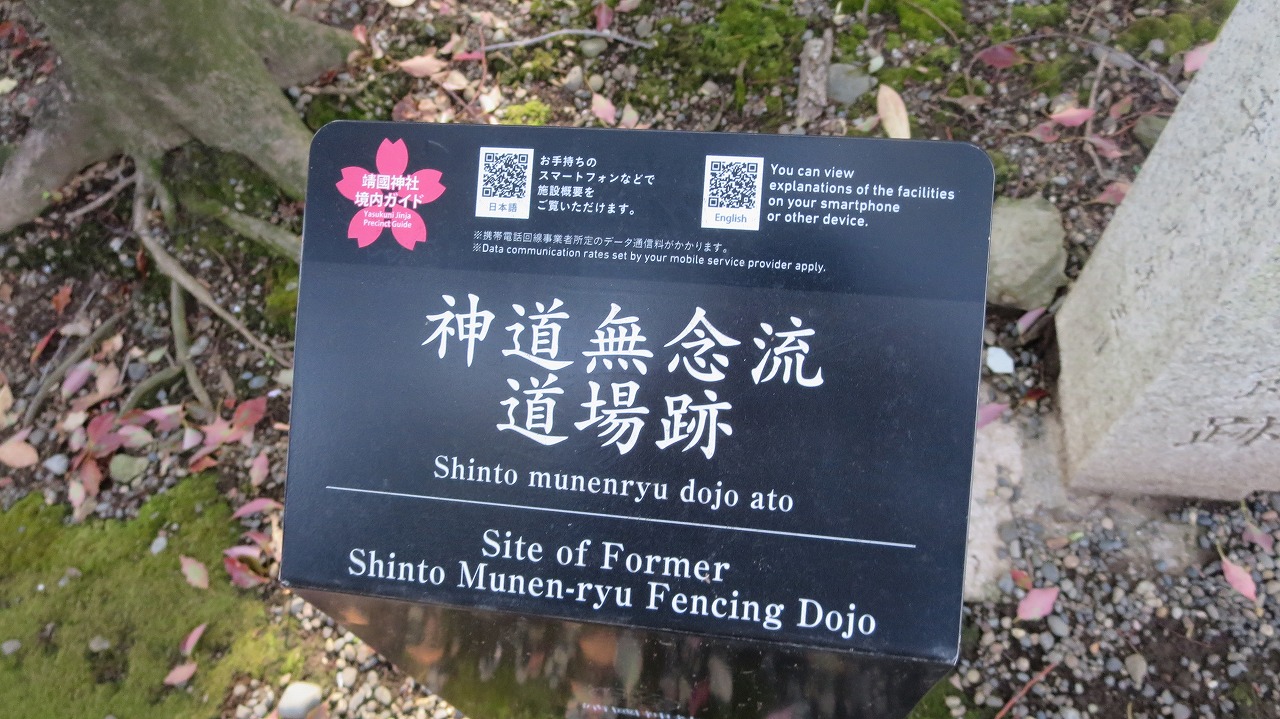 靖國神社
境内ガイド
Yasukuni Jinja
Precinct Guide
お手持ちの
スマートフォンなどで
施設概要を
ご覧いただけます。
日本語
You can view
explanations of the facilities
on your smartphone
or other device.
English
※携帯電話回線事業者所定のデータ通信料がかかります。
※Data communication rates set by your mobile service provider apply.
神道無念流
道場跡
Shinto munenryu dojo ato
Site of Former
Shinto Munen-ryu Fencing Dojo